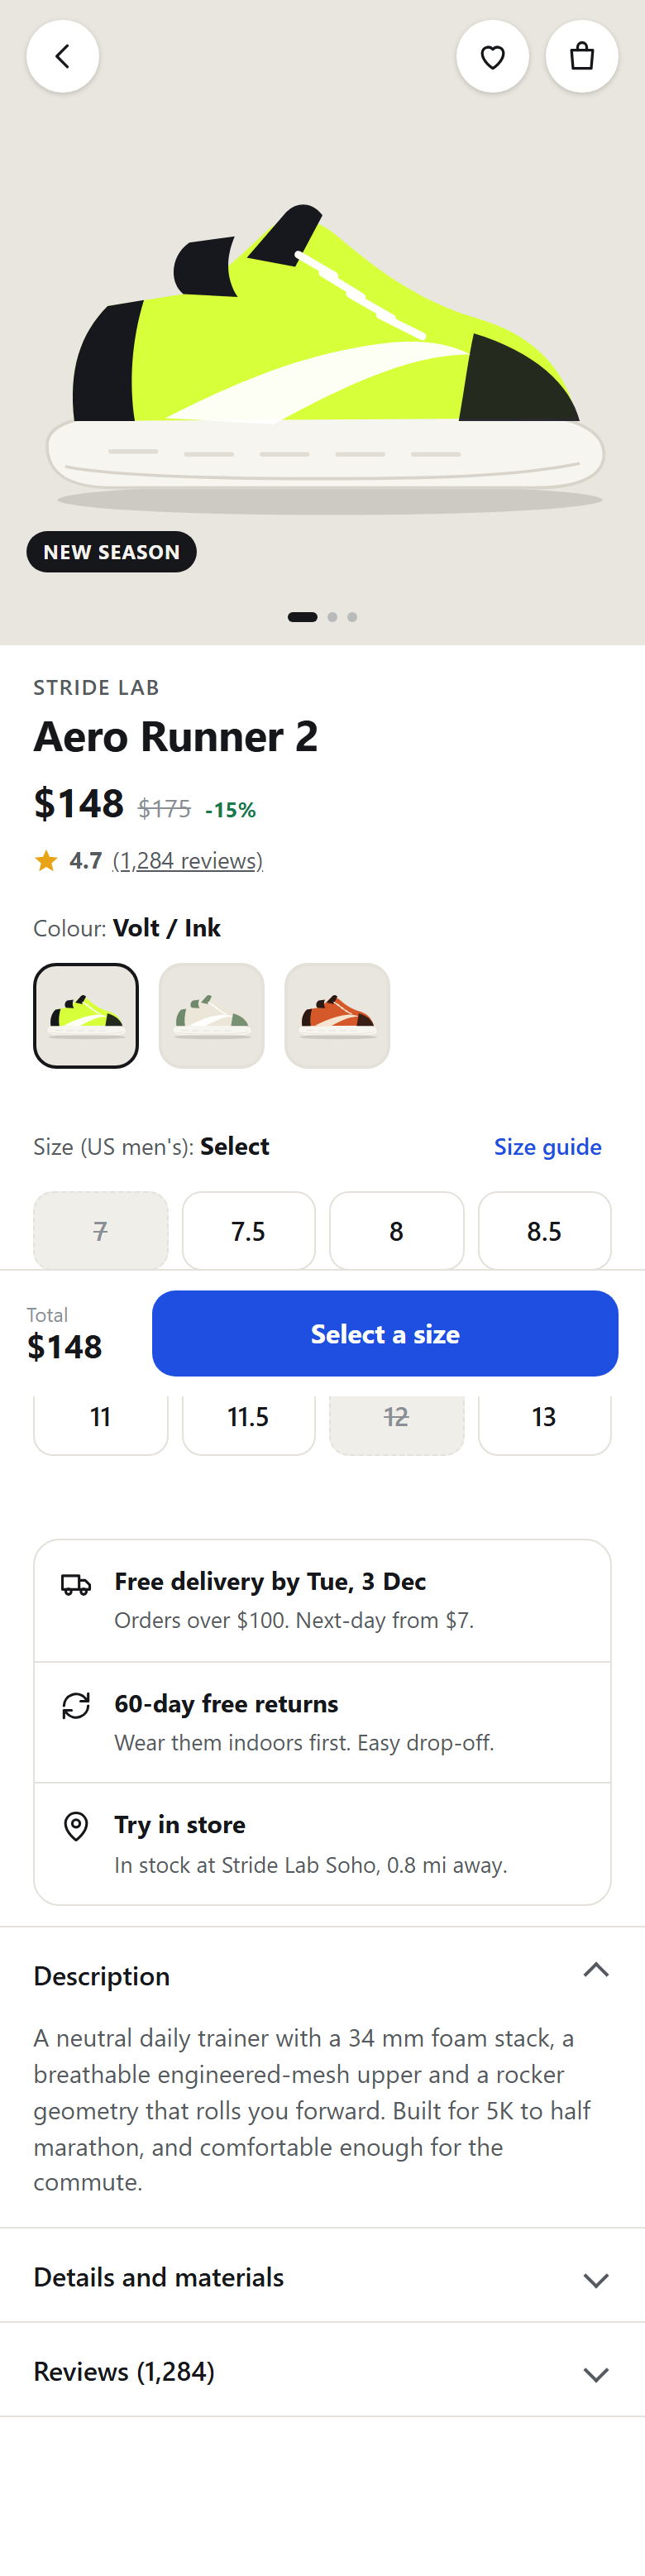 NEW SEASON
STRIDE LAB
Aero Runner 2
$148 $175 -15%
4.7 (1,284 reviews)
Colour: Volt / Ink
Size (US men's): Select Size guide
7 7.5 8 8.5
Total
$148
Select a size
11 11.5 12 13
Free delivery by Tue, 3 Dec
Orders over $100. Next-day from $7.
60-day free returns
Wear them indoors first. Easy drop-off.
Try in store
In stock at Stride Lab Soho, 0.8 mi away.
Description
A neutral daily trainer with a 34 mm foam stack, a
breathable engineered-mesh upper and a rocker
geometry that rolls you forward. Built for 5K to half
marathon, and comfortable enough for the
commute.
Details and materials
Reviews (1,284)